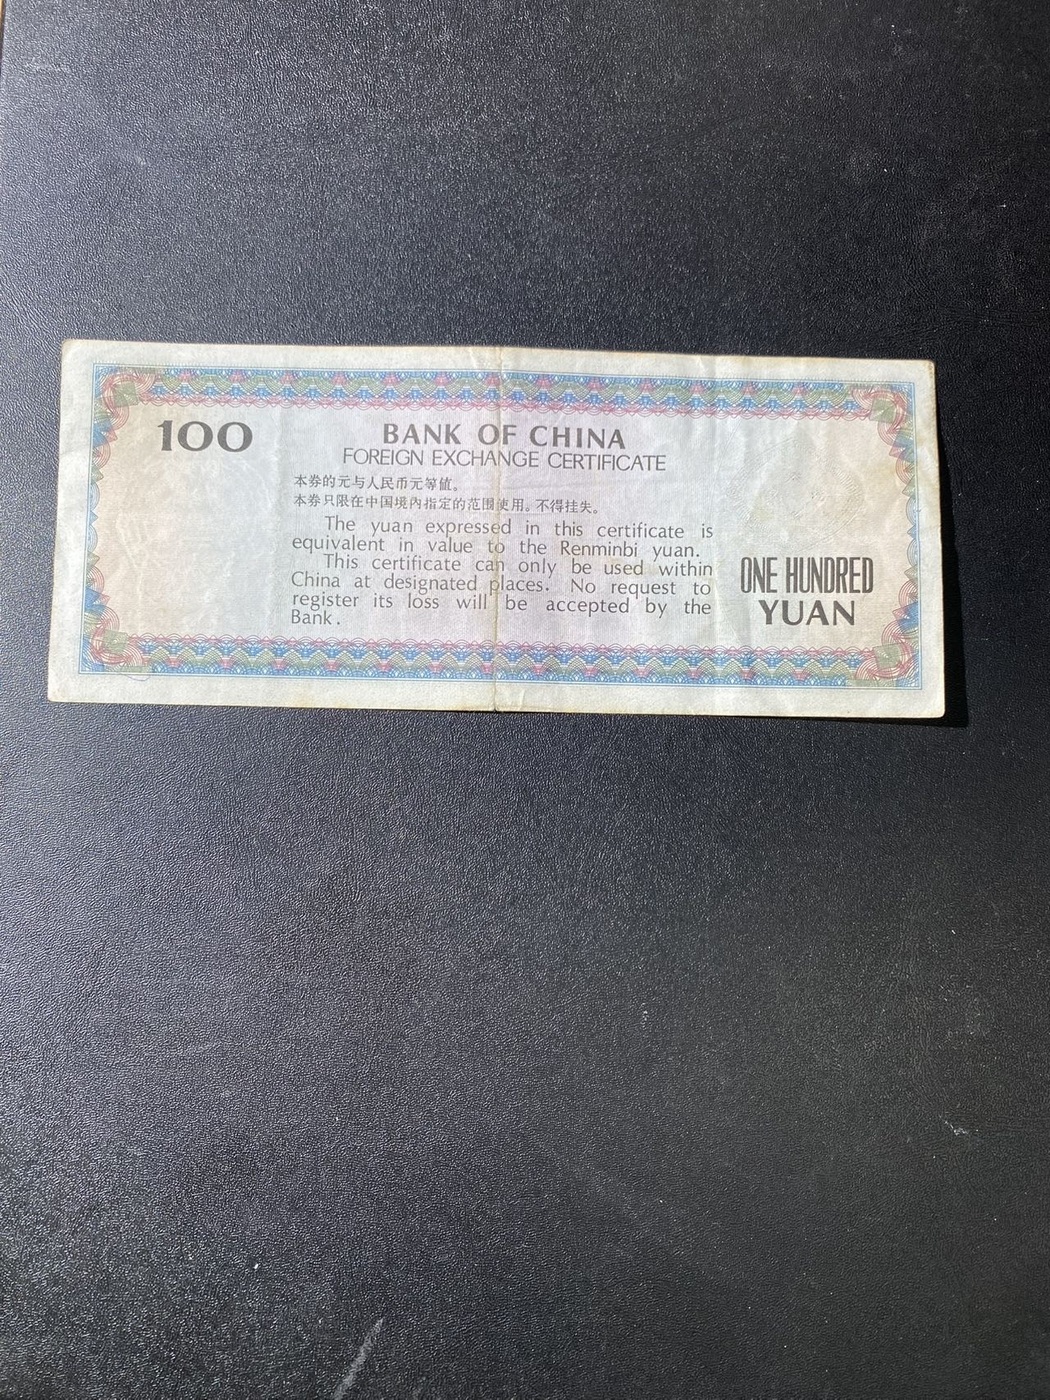 100
BANK OF CHINA
FOREIGN EXCHANGE CERTIFICATE
本券的元与人民币元等值。
本券只限在中国境内指定的范围使用。不得挂失。
The yuan expressed in this certificate is
equivalent in value to the Renminbi yuan.
This certificate can only be used within
China at designated places. No request to
register its loss will be accepted by the
Bank.
ONE HUNDRED
YUAN